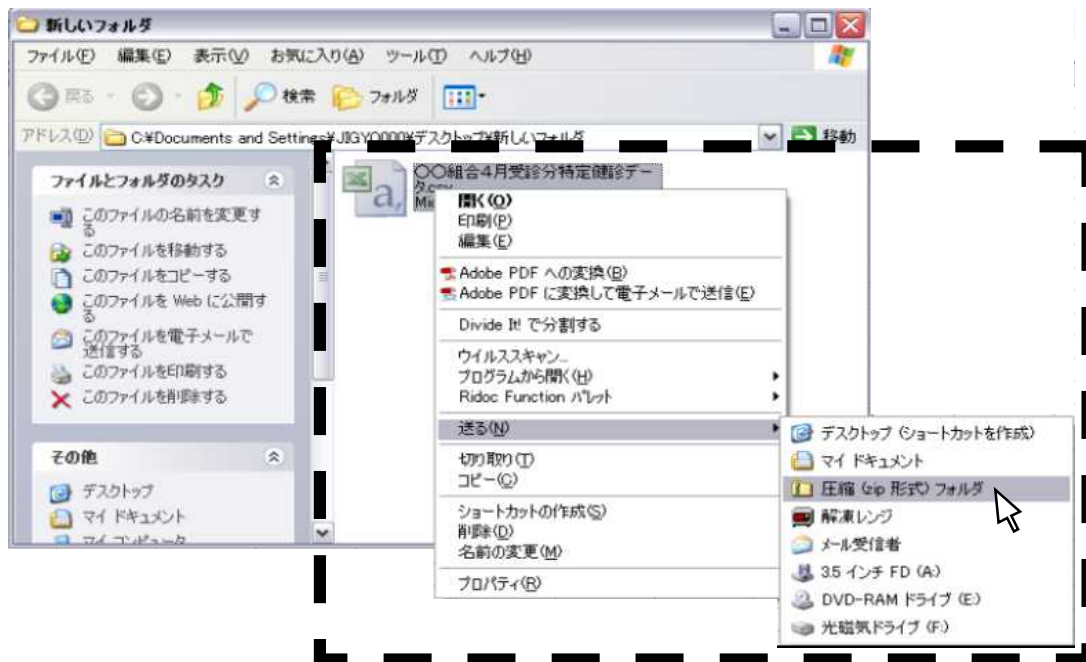 新しいフォルダ
ファイル(F) 編集(E) 表示(V) お気に入り(A) ツール(T) ヘルプ(H)
戻る 検索 フォルダ
アドレス(D) C:¥Documents and Settings¥JIGYO000¥デスクトップ¥新しいフォルダ 移動
ファイルとフォルダのタスク
このファイルの名前を変更す
る
このファイルを移動する
このファイルをコピーする
このファイルを Web に公開す
る
このファイルを電子メールで
送信する
このファイルを印刷する
このファイルを削除する
その他
デスクトップ
マイ ドキュメント
マイ コンピュータ
〇〇組合4月受診分特定健診デー
タ.csv
開く(O)
印刷(P)
編集(E)
Adobe PDF への変換(B)
Adobe PDF に変換して電子メールで送信(E)
Divide It! で分割する
ウイルススキャン...
プログラムから開く(H)
Ridoc Function パレット
送る(N)
切り取り(T)
コピー(C)
ショートカットの作成(S)
削除(D)
名前の変更(M)
プロパティ(R)
デスクトップ (ショートカットを作成)
マイ ドキュメント
圧縮 (zip 形式) フォルダ
解凍レンジ
メール受信者
3.5 インチ FD (A:)
DVD-RAM ドライブ (E:)
光磁気ドライブ (F:)